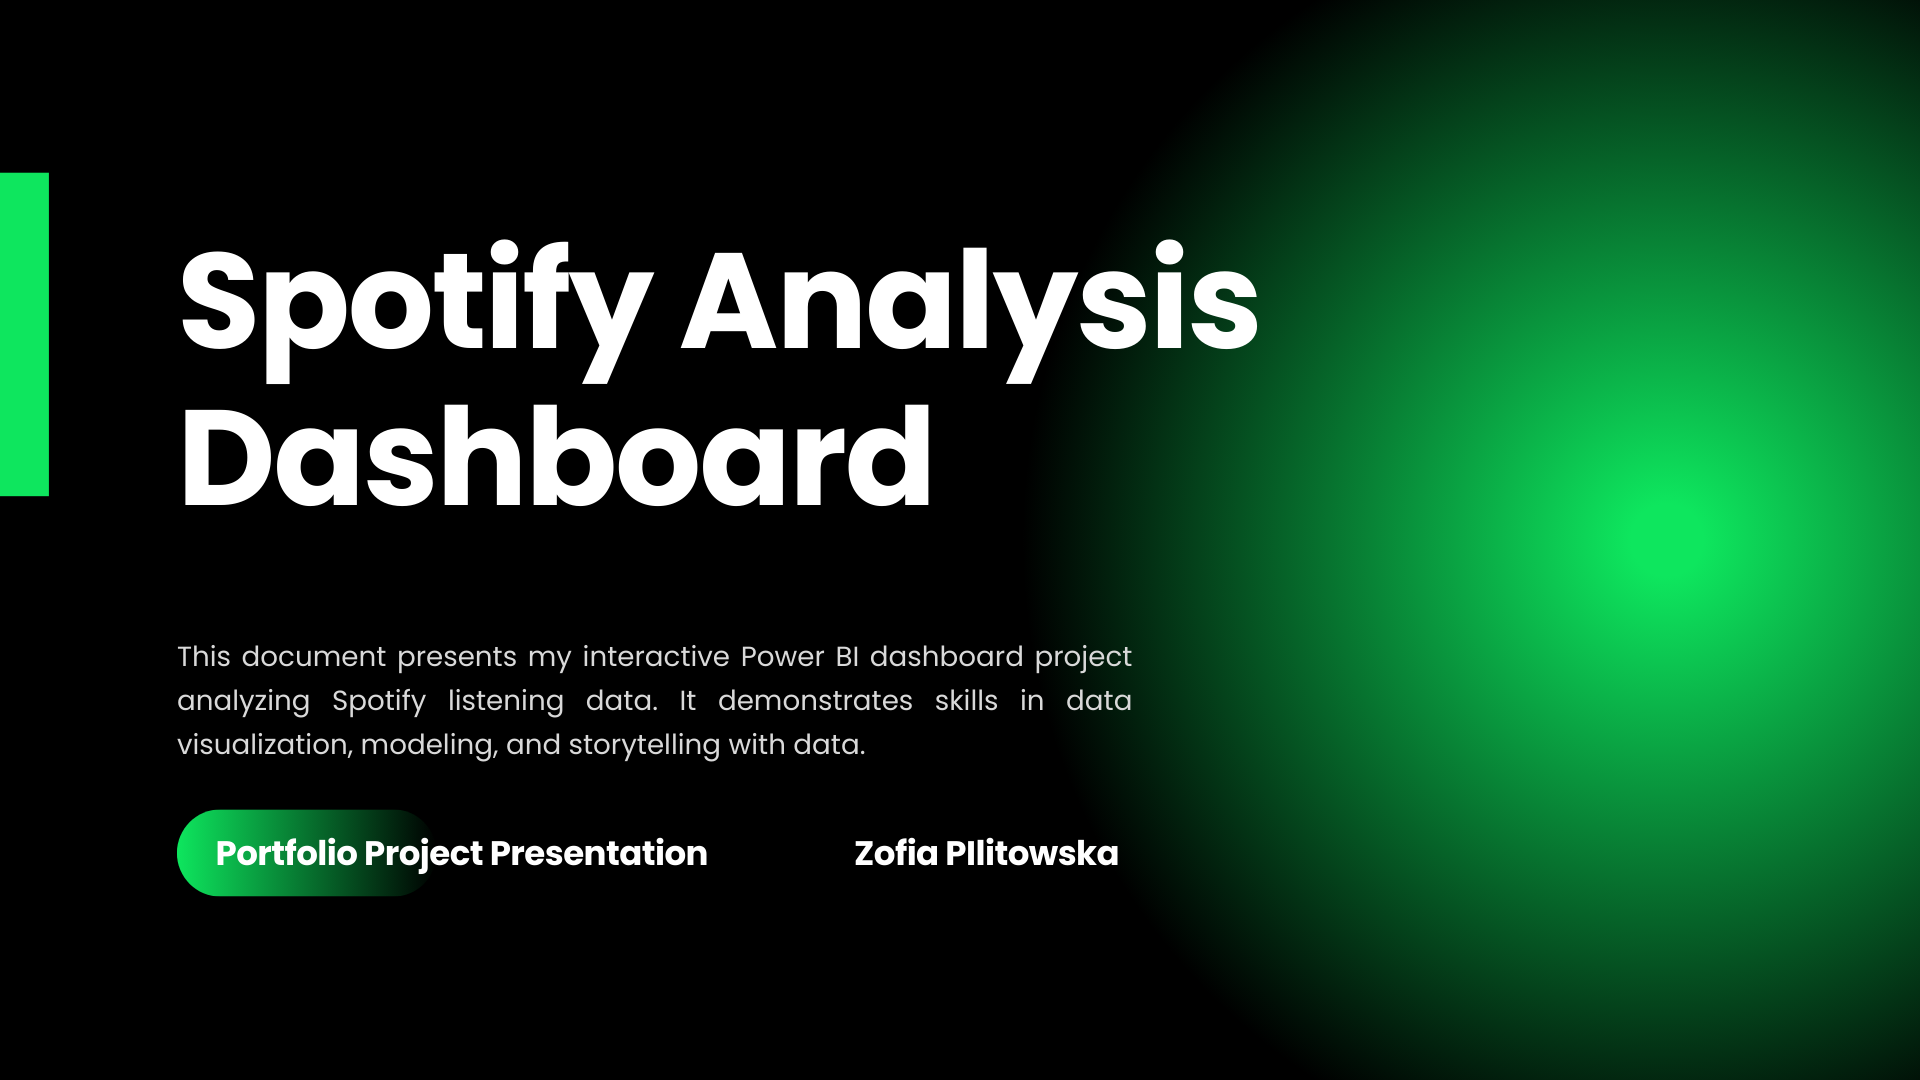 Spotify Analysis
Dashboard
This document presents my interactive Power BI dashboard project
analyzing Spotify listening data. It demonstrates skills in data
visualization, modeling, and storytelling with data.
Portfolio Project Presentation
Zofia PIlitowska